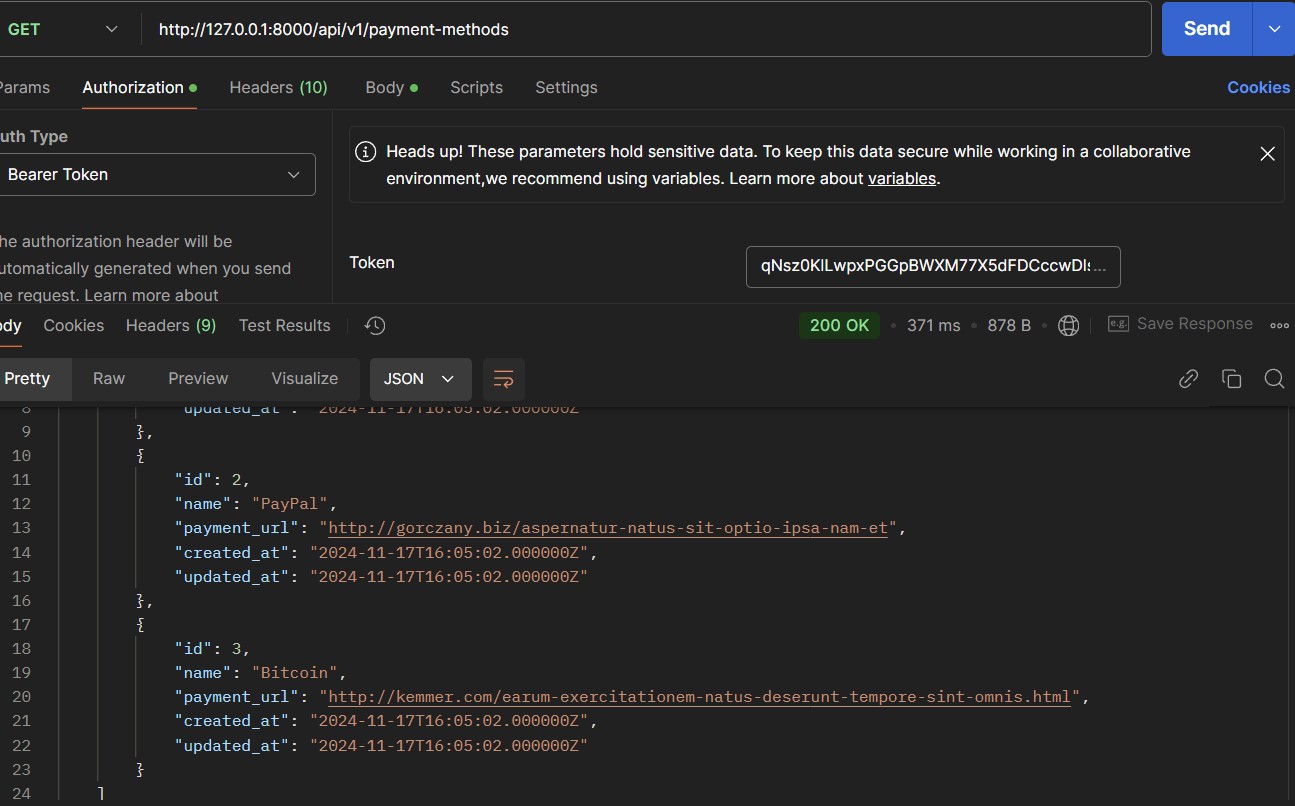 GET http://127.0.0.1:8000/api/v1/payment-methods Send
Params Authorization Headers (10) Body Scripts Settings Cookies
uth Type
Bearer Token
he authorization header will be
utomatically generated when you send
he request. Learn more about
Heads up! These parameters hold sensitive data. To keep this data secure while working in a collaborative
environment,we recommend using variables. Learn more about variables.
Token
ody Cookies Headers (9) Test Results 200 OK 371 ms 878 B e.g. Save Response
Pretty Raw Preview Visualize JSON
8 "updated_at": "2024-11-17T16:05:02.000000Z"
9 },
10 {
11 "id": 2,
12 "name": "PayPal",
13 "payment_url": "http://gorczany.biz/aspernatur-natus-sit-optio-ipsa-nam-et",
14 "created_at": "2024-11-17T16:05:02.000000Z",
15 "updated_at": "2024-11-17T16:05:02.000000Z"
16 },
17 {
18 "id": 3,
19 "name": "Bitcoin",
20 "payment_url": "http://kemmer.com/earum-exercitationem-natus-deserunt-tempore-sint-omnis.html",
21 "created_at": "2024-11-17T16:05:02.000000Z",
22 "updated_at": "2024-11-17T16:05:02.000000Z"
23 }
24 ]